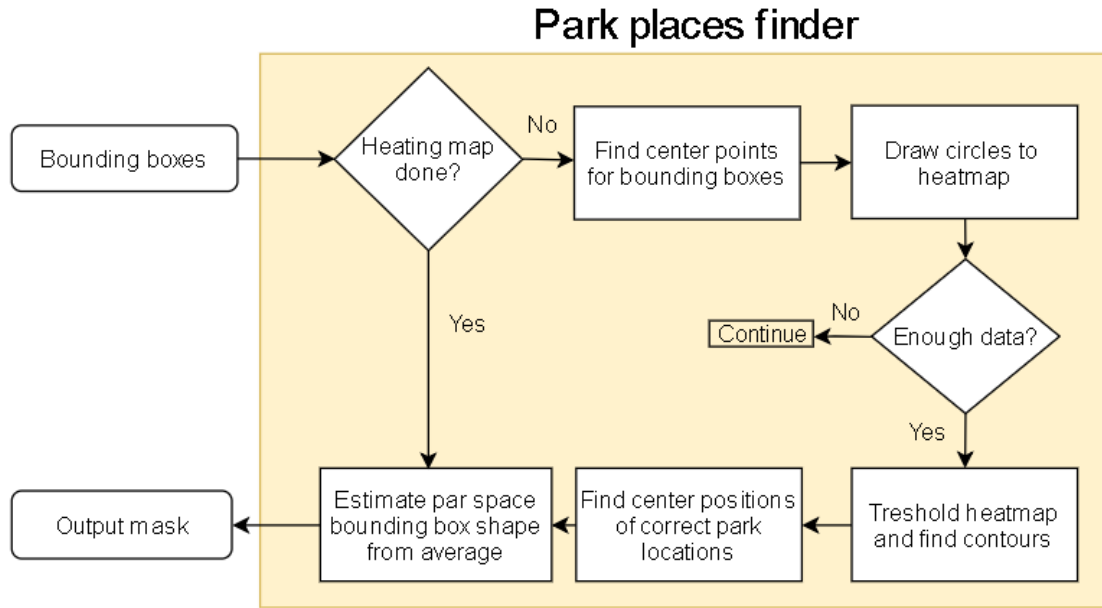 Park places finder
Bounding boxes
Heating map
done?
No
Find center points
for bounding boxes
Draw circles to
heatmap
Yes
Continue
No
Enough data?
Yes
Output mask
Estimate par space
bounding box shape
from average
Find center positions
of correct park
locations
Treshold heatmap
and find contours